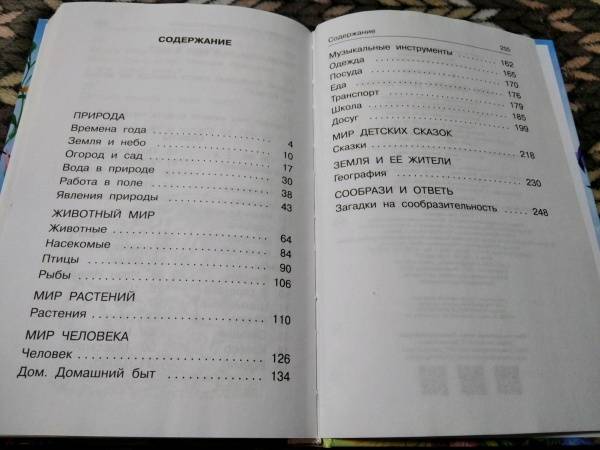 СОДЕРЖАНИЕ
ПРИРОДА
Времена года 4
Земля и небо 10
Огород и сад 17
Вода в природе 30
Работа в поле 38
Явления природы 43
ЖИВОТНЫЙ МИР
Животные 64
Насекомые 84
Птицы 90
Рыбы 106
МИР РАСТЕНИЙ
Растения 110
МИР ЧЕЛОВЕКА
Человек 126
Дом. Домашний быт 134
Содержание 255
Музыкальные инструменты 162
Одежда 165
Посуда 170
Еда 176
Транспорт 179
Школа 185
Досуг 199
МИР ДЕТСКИХ СКАЗОК
Сказки 218
ЗЕМЛЯ И ЕЁ ЖИТЕЛИ
География 230
СООБРАЗИ И ОТВЕТЬ
Загадки на сообразительность 248